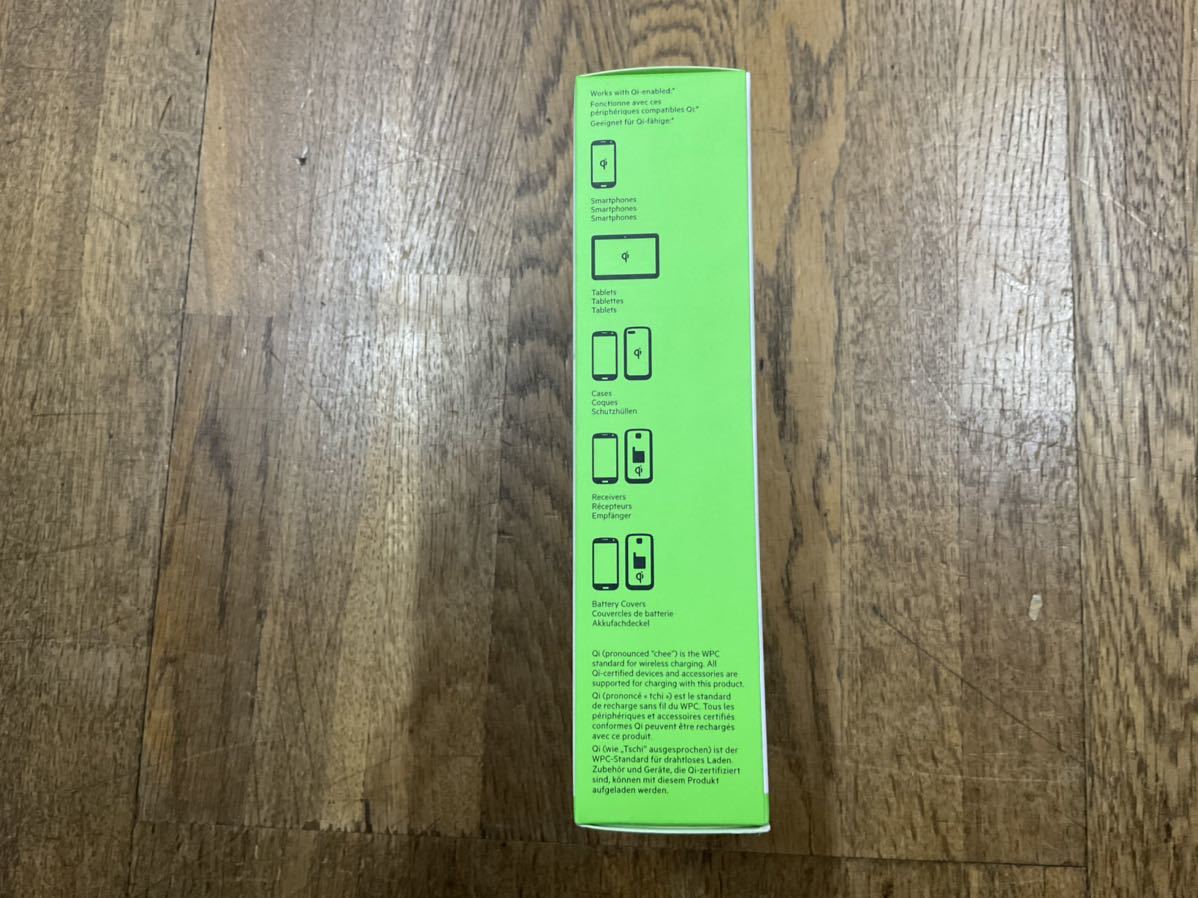 Works with Qi-enabled:*
Fonctionne avec ces
périphériques compatibles Qi:*
Geeignet für Qi-fähige:*
qi
Smartphones
Smartphones
Smartphones
qi
Tablets
Tablettes
Tablets
qi
Cases
Coques
Schutzhüllen
qi
Receivers
Récepteurs
Empfänger
qi
Battery Covers
Couvercles de batterie
Akkufachdeckel
Qi (pronounced "chee") is the WPC
standard for wireless charging. All
Qi-certified devices and accessories are
supported for charging with this product.
Qi (prononcé « tchi ») est le standard
de recharge sans fil du WPC. Tous les
périphériques et accessoires certifiés
conformes Qi peuvent être rechargés
avec ce produit.
Qi (wie „Tschi" ausgesprochen) ist der
WPC-Standard für drahtloses Laden.
Zubehör und Geräte, die Qi-zertifiziert
sind, können mit diesem Produkt
aufgeladen werden.